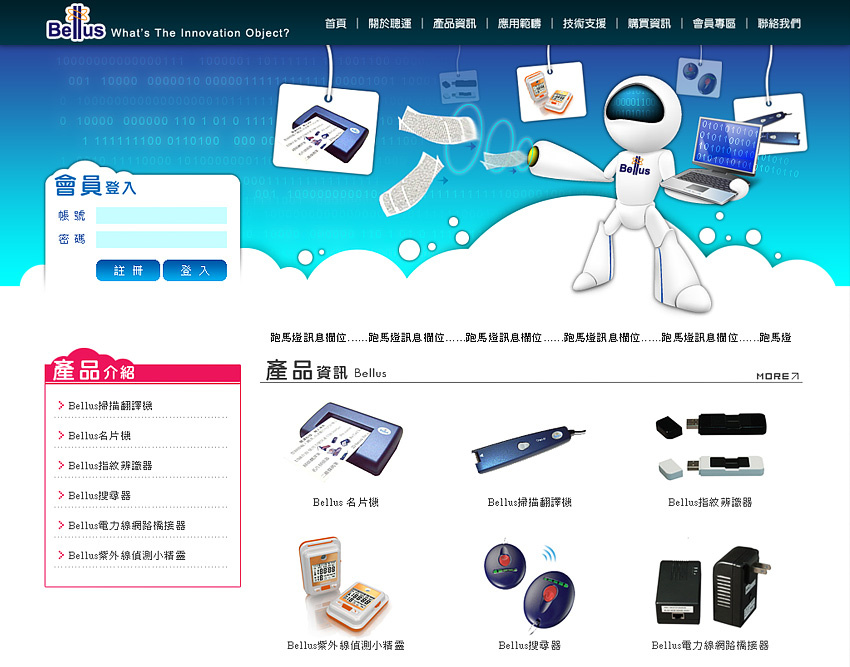 Bellus What's The Innovation Object?
首頁 | 關於聰運 | 產品資訊 | 應用範疇 | 技術支援 | 購買資訊 | 會員專區 | 聯絡我們
Bellus
會員登入
帳號
密碼
註冊 登入
跑馬燈訊息欄位......跑馬燈訊息欄位......跑馬燈訊息欄位......跑馬燈訊息欄位......跑馬燈訊息欄位......跑馬燈
產品介紹
Bellus掃描翻譯機
Bellus名片機
Bellus指紋辨識器
Bellus搜尋器
Bellus電力線網路橋接器
Bellus紫外線偵測小精靈
產品資訊 Bellus
MORE
Bellus 名片機
Bellus掃描翻譯機
Bellus指紋辨識器
Bellus紫外線偵測小精靈
Bellus搜尋器
Bellus電力線網路橋接器